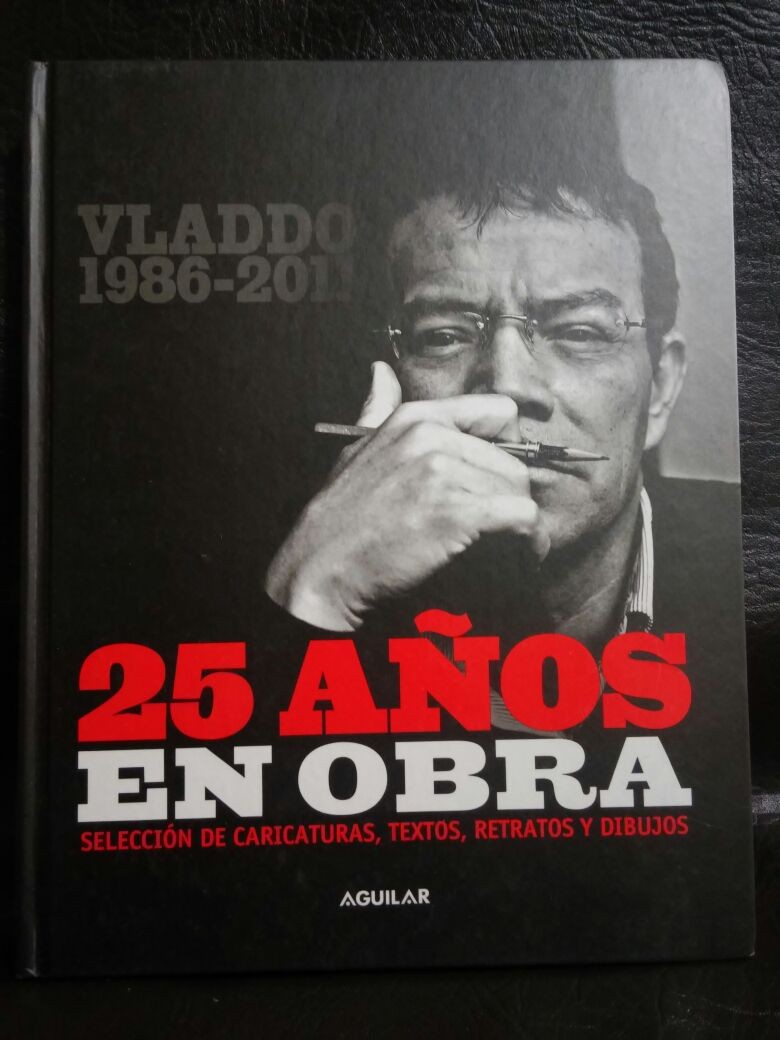 VLADDO
1986-2011
25 AÑOS
EN OBRA
SELECCIÓN DE CARICATURAS, TEXTOS, RETRATOS Y DIBUJOS
AGUILAR